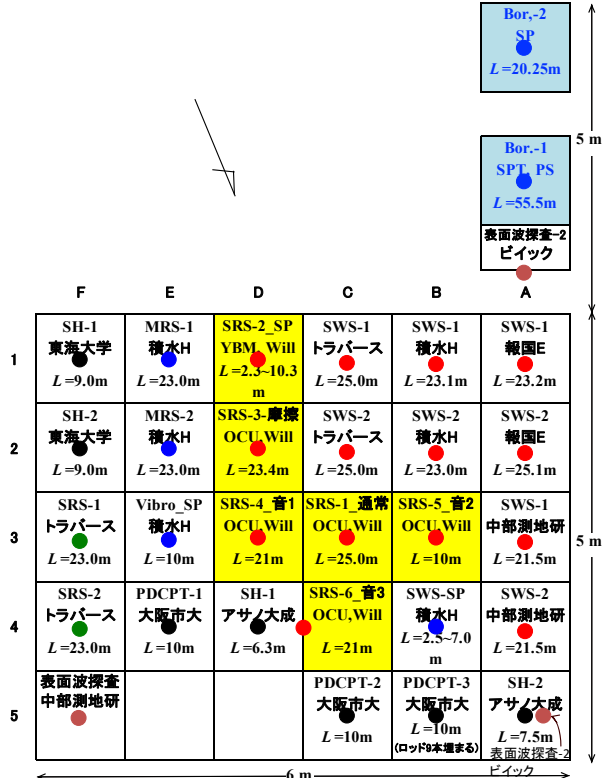 Bor,-2
SP
L=20.25m
5 m
Bor.-1
SPT, PS
L=55.5m
表面波探査-2
ビイック
F E D C B A
1
SH-1
東海大学
L=9.0m
MRS-1
積水H
L=23.0m
SRS-2_SP
YBM, Will
L=2.3~10.3
m
SWS-1
トラバース
L=25.0m
SWS-1
積水H
L=23.1m
SWS-1
報国E
L=23.2m
2
SH-2
東海大学
L=9.0m
MRS-2
積水H
L=23.0m
SRS-3-摩擦
OCU,Will
L=23.4m
SWS-2
トラバース
L=25.0m
SWS-2
積水H
L=23.0m
SWS-2
報国E
L=25.1m
3
SRS-1
トラバース
L=23.0m
Vibro_SP
積水H
L=10m
SRS-4_音1
OCU,Will
L=21m
SRS-1_通常
OCU,Will
L=25.0m
SRS-5_音2
OCU,Will
L=10m
SWS-1
中部測地研
L=21.5m
5 m
4
SRS-2
トラバース
L=23.0m
PDCPT-1
大阪市大
L=10m
SH-1
アサノ大成
L=6.3m
SRS-6_音3
OCU,Will
L=21m
SWS-SP
積水H
L=2.5~7.0
m
SWS-2
中部測地研
L=21.5m
5
表面波探査
中部測地研
PDCPT-2
大阪市大
L=10m
PDCPT-3
大阪市大
L=10m
(ロッド9本埋まる)
SH-2
アサノ大成
L=7.5m
表面波探査-2
ビイック
6 m